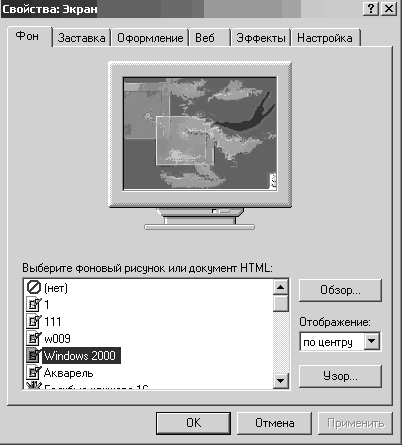 Свойства: Экран
Фон Заставка Оформление Веб Эффекты Настройка
Выберите фоновый рисунок или документ HTML:
(нет)
1
111
w009
Windows 2000
Акварель
Обзор...
Отображение:
по центру
Узор...
OK Отмена Применить